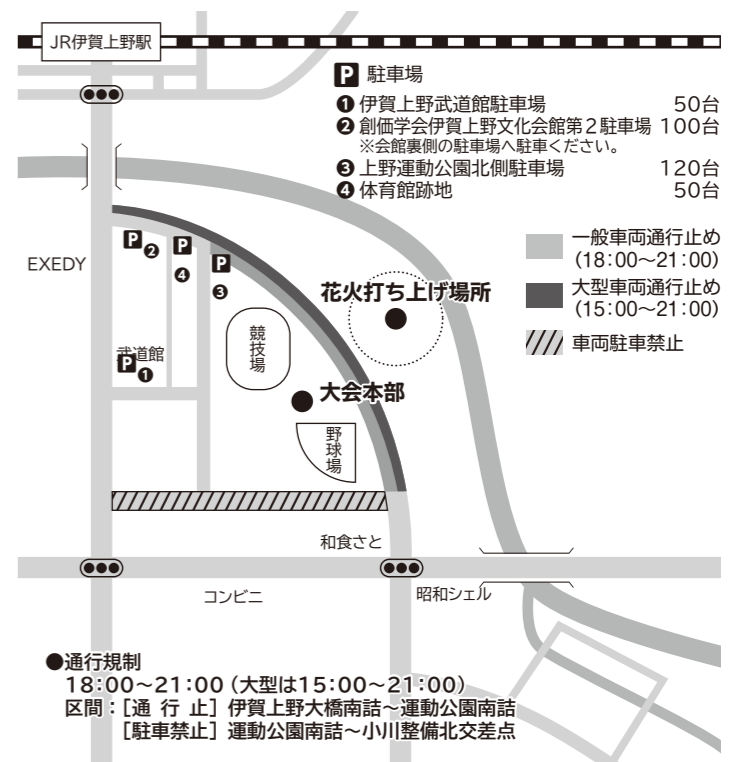 JR伊賀上野駅
P 駐車場
❶伊賀上野武道館駐車場 50台
❷創価学会伊賀上野文化会館第2駐車場 100台
※会館裏側の駐車場へ駐車ください。
❸上野運動公園北側駐車場 120台
❹体育館跡地 50台
一般車両通行止め
(18:00〜21:00)
大型車両通行止め
(15:00〜21:00)
車両駐車禁止
EXEDY
P❷
P❹
P❸
花火打ち上げ場所
競技場
武道館
P❶
大会本部
野球場
和食さと
コンビニ
昭和シェル
●通行規制
18:00〜21:00(大型は15:00〜21:00)
区間:[通 行 止]伊賀上野大橋南詰〜運動公園南詰
[駐車禁止]運動公園南詰〜小川整備北交差点